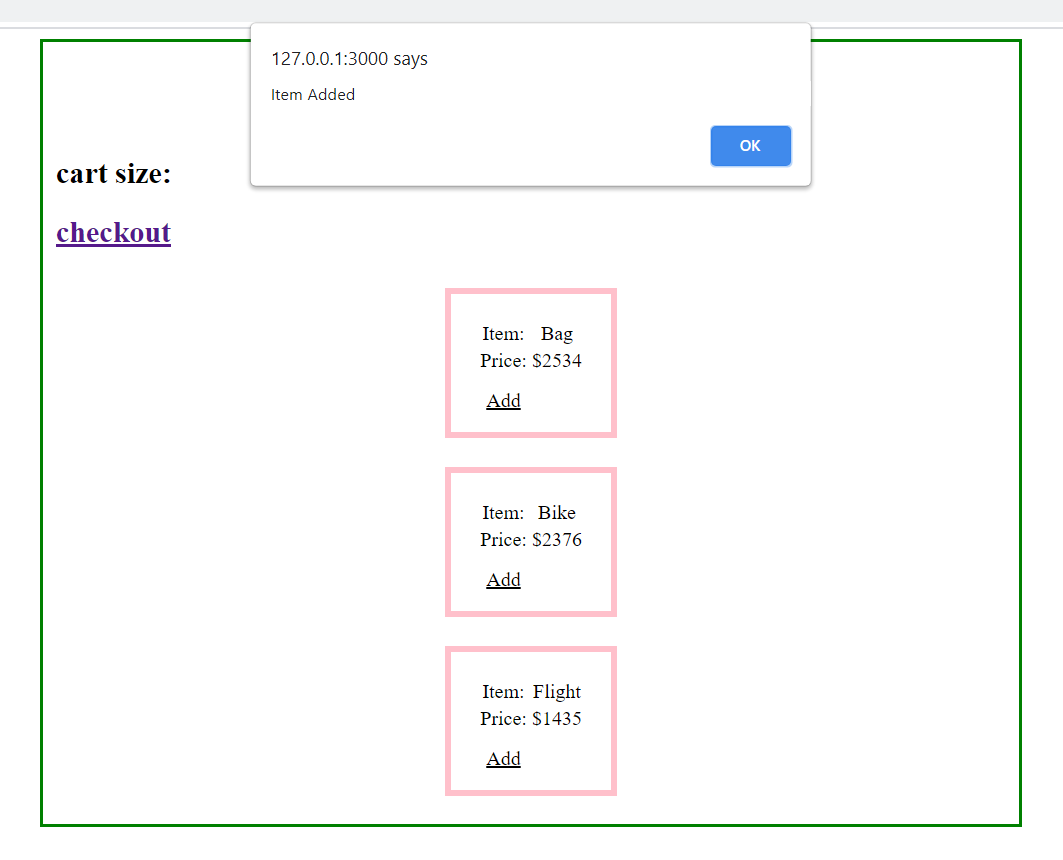 127.0.0.1:3000 says
Item Added
OK
cart size:
checkout
Item: Bag
Price: $2534
Add
Item: Bike
Price: $2376
Add
Item: Flight
Price: $1435
Add